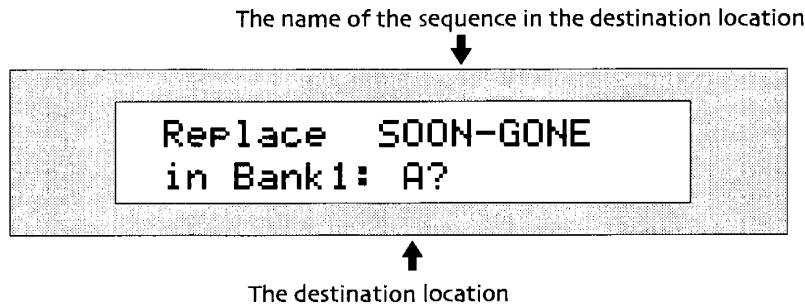 The name of the sequence in the destination location
Replace SOON-GONE
in Bank1: A?
The destination location